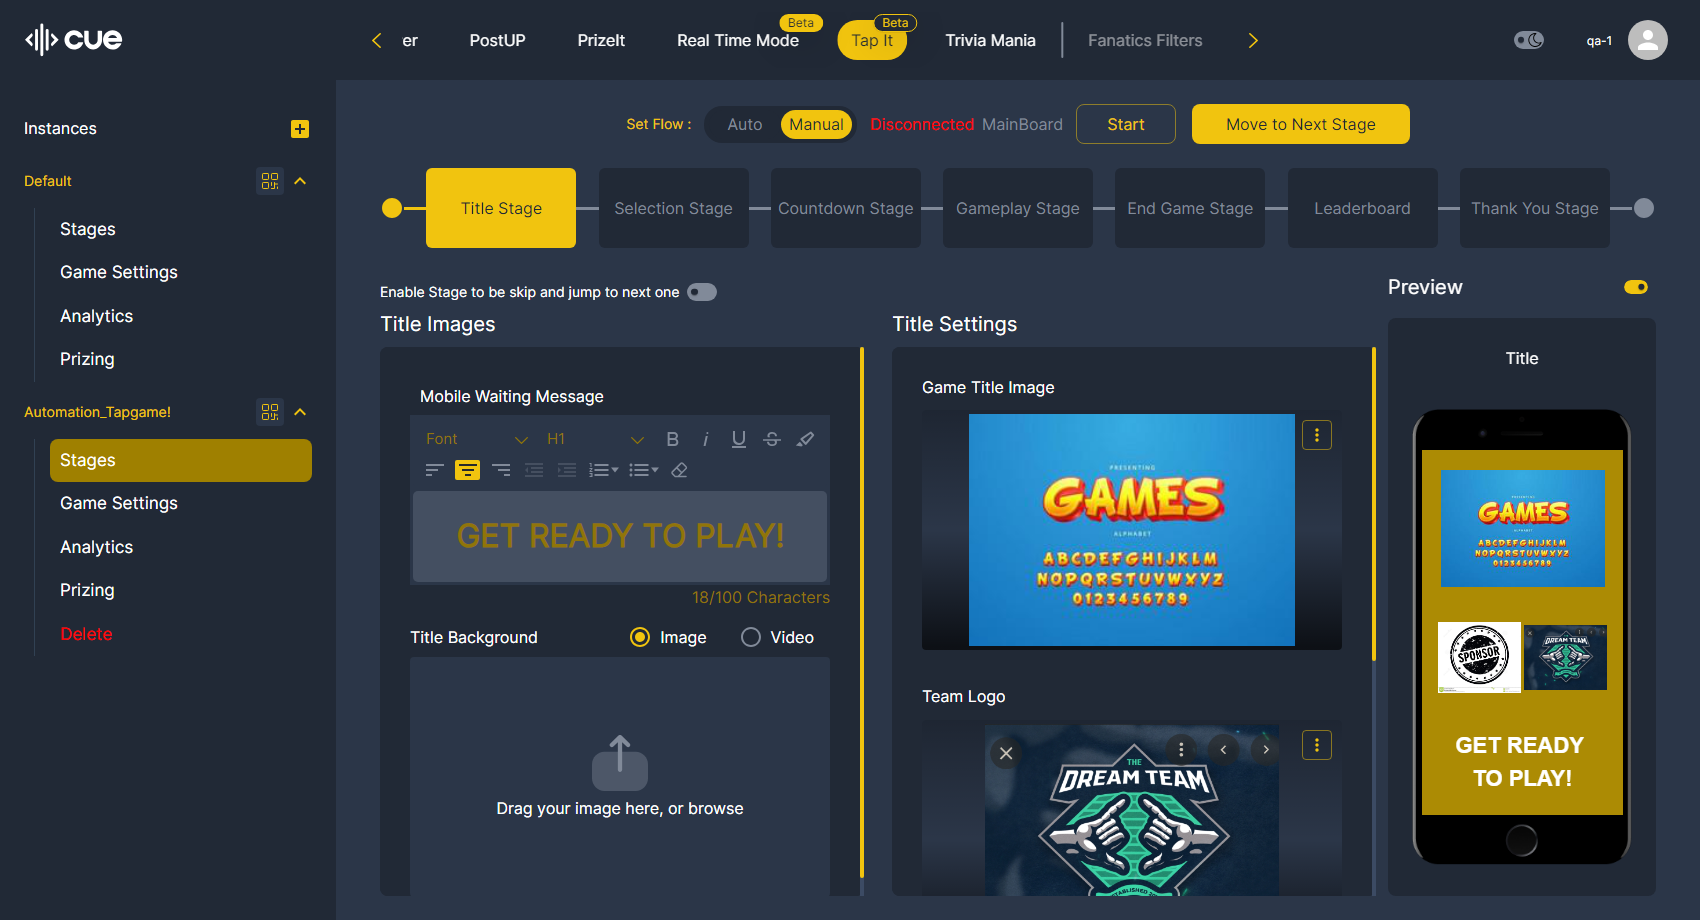 cue
er
PostUP
PrizeIt
Real Time Mode
Beta
Tap It
Beta
Trivia Mania
Fanatics Filters
qa-1
Instances
Default
Stages
Game Settings
Analytics
Prizing
Automation_Tapgame!
Stages
Game Settings
Analytics
Prizing
Delete
Set Flow :
Auto
Manual
Disconnected MainBoard
Start
Move to Next Stage
Title Stage
Selection Stage
Countdown Stage
Gameplay Stage
End Game Stage
Leaderboard
Thank You Stage
Enable Stage to be skip and jump to next one
Title Images
Mobile Waiting Message
Font
H1
B
i
U
S
GET READY TO PLAY!
18/100 Characters
Title Background
Image
Video
Drag your image here, or browse
Title Settings
Game Title Image
PRESENTING
GAMES
ALPHABET
ABCDEFGHIJKLM
NOPQRSTUVWXYZ
0123456789
Team Logo
THE
DREAM TEAM
Preview
Title
PRESENTING
GAMES
ALPHABET
ABCDEFGHIJKLM
NOPQRSTUVWXYZ
0123456789
SPONSOR
DREAM TEAM
GET READY
TO PLAY!